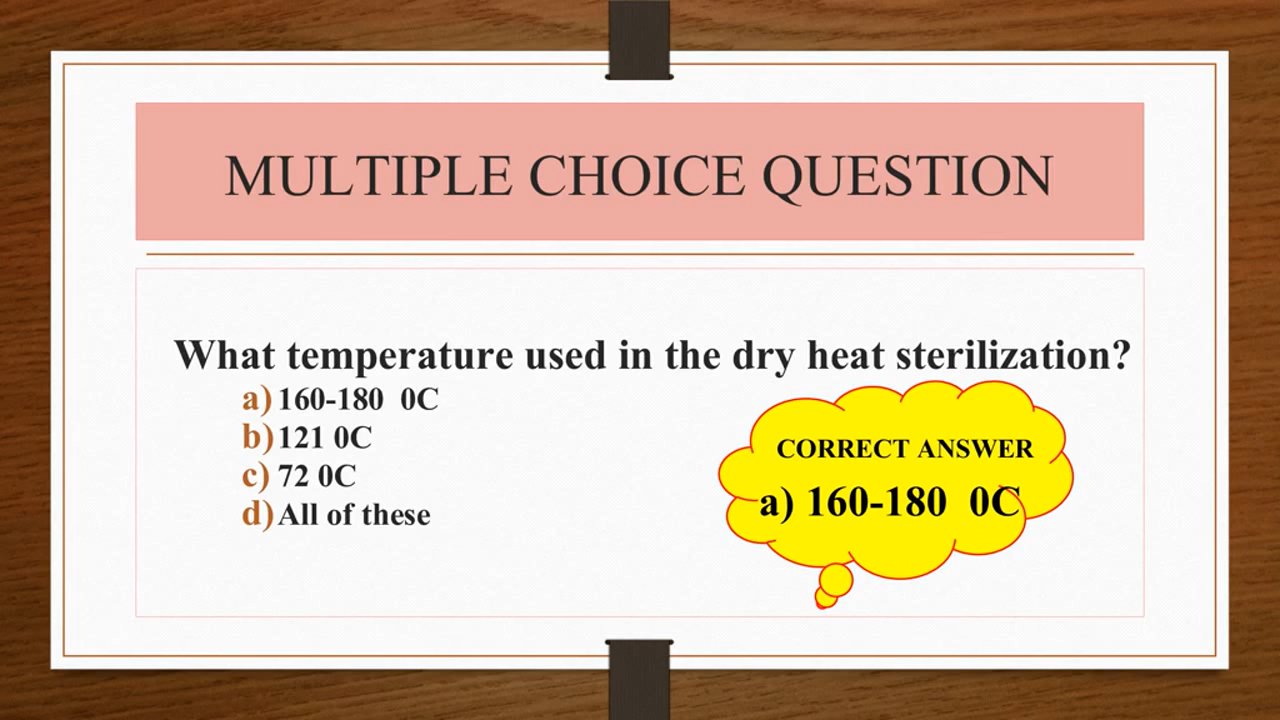 MULTIPLE CHOICE QUESTION
What temperature used in the dry heat sterilization?
a) 160-180 0C
b) 121 0C
c) 72 0C
d) All of these
CORRECT ANSWER
a) 160-180 0C